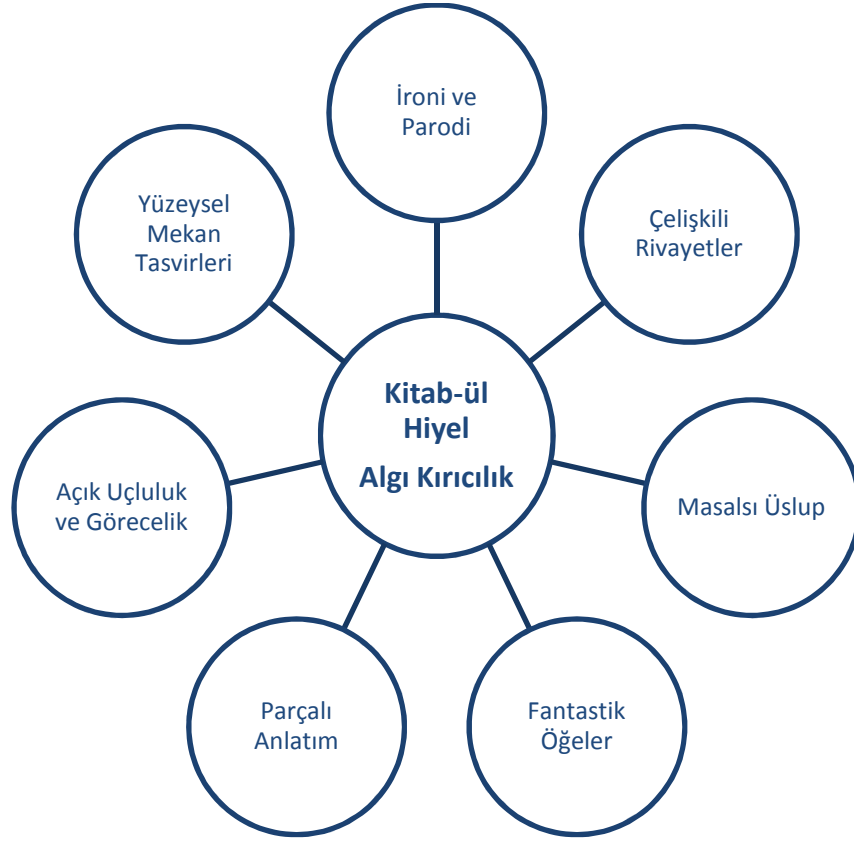 İroni ve
Parodi
Çelişkili
Rivayetler
Masalsı Üslup
Fantastik
Öğeler
Parçalı
Anlatım
Açık Uçluluk
ve Görecelik
Yüzeysel
Mekan
Tasvirleri
Kitab-ül
Hiyel
Algı Kırıcılık